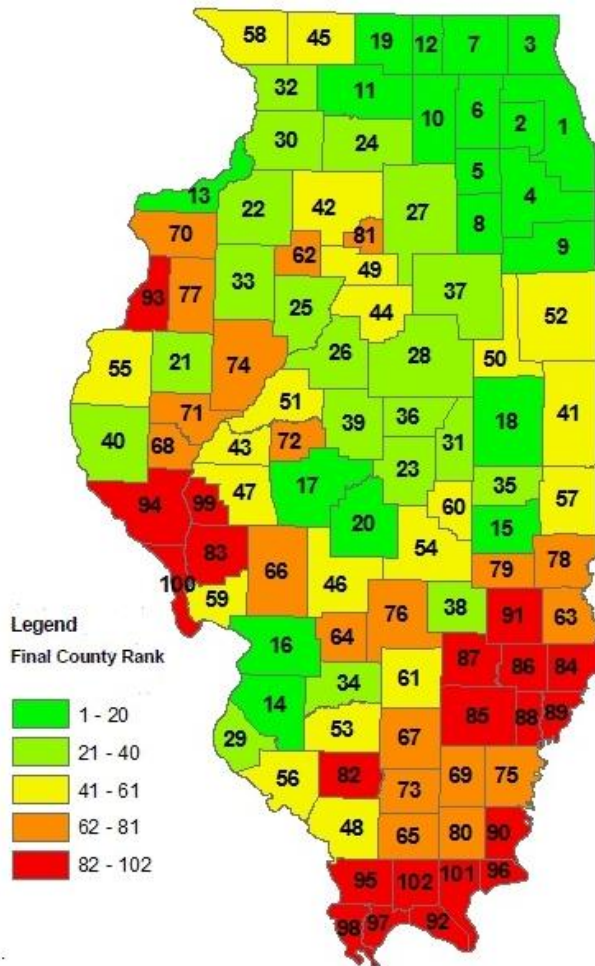 58 45 19 12 7 3
32 11 10 6 2 1
30 24 5
13 22 42 27 8 4
70 62 81 9
93 77 33 49 37 52
25 44
55 21 74 26 28 50
51 41
40 71 39 36 18
68 43 72 31
94 99 47 17 23 35 57
83 20 60 15
66 54 78
100 59 46 79
Legend 76 38 91 63
Final County Rank 16 64
87 86 84
34 61
1 - 20 14 85 88 89
21 - 40 29 53 67
41 - 61 56 82 69 75
62 - 81 73
82 - 102 48 65 80 90
95 102 101 96
98 97 92